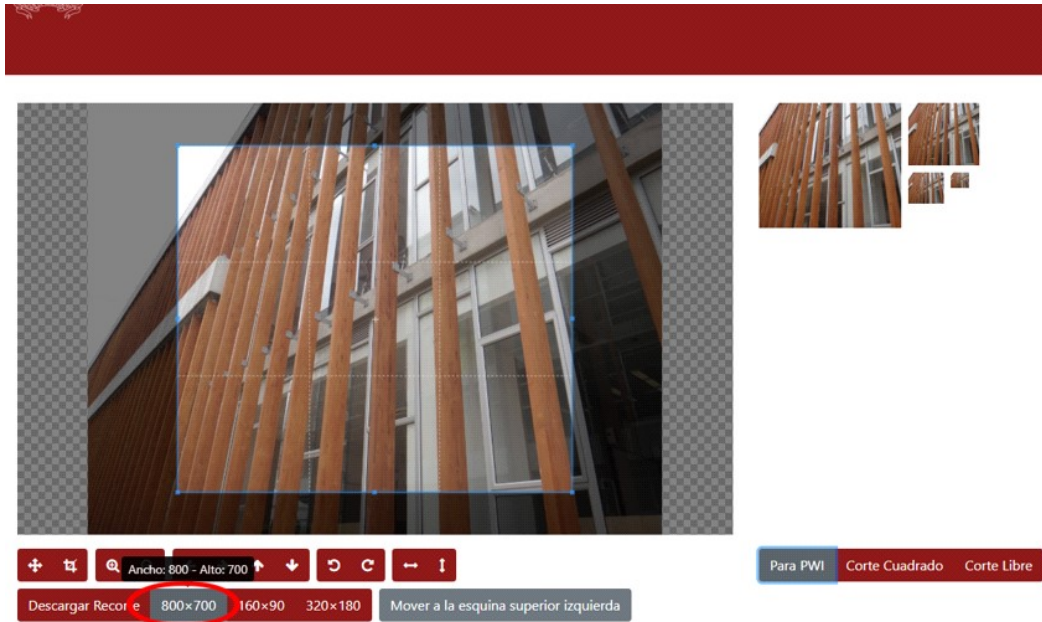 Ancho: 800 - Alto: 700
Para PWI Corte Cuadrado Corte Libre
Descargar 800×700 160×90 320×180 Mover a la esquina superior izquierda